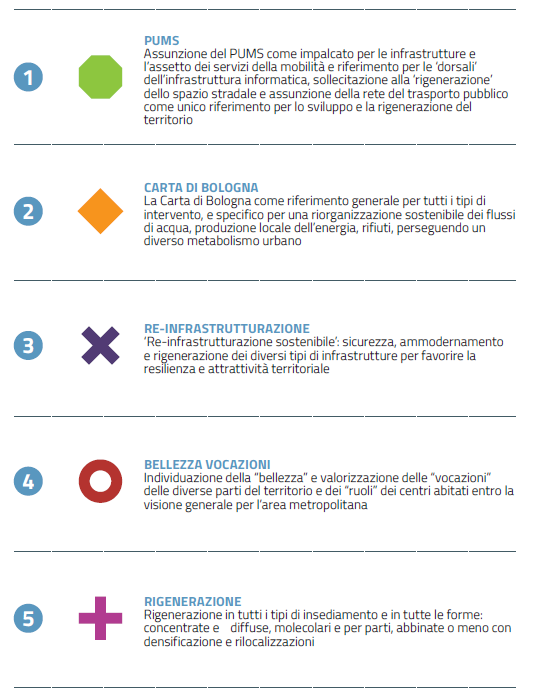 1
PUMS
Assunzione del PUMS come impalcato per le infrastrutture e
l'assetto dei servizi della mobilità e riferimento per le 'dorsali'
dell'infrastruttura informatica, sollecitazione alla 'rigenerazione'
dello spazio stradale e assunzione della rete del trasporto pubblico
come unico riferimento per lo sviluppo e la rigenerazione del
territorio
2
CARTA DI BOLOGNA
La Carta di Bologna come riferimento generale per tutti i tipi di
intervento, e specifico per una riorganizzazione sostenibile dei flussi
di acqua, produzione locale dell'energia, rifiuti, perseguendo un
diverso metabolismo urbano
3
RE-INFRASTRUTTURAZIONE
'Re-infrastrutturazione sostenibile': sicurezza, ammodernamento
e rigenerazione dei diversi tipi di infrastrutture per favorire la
resilienza e attrattività territoriale
4
BELLEZZA VOCAZIONI
Individuazione della "bellezza" e valorizzazione delle "vocazioni"
delle diverse parti del territorio e dei "ruoli" dei centri abitati entro la
visione generale per l'area metropolitana
5
RIGENERAZIONE
Rigenerazione in tutti i tipi di insediamento e in tutte le forme:
concentrate e diffuse, molecolari e per parti, abbinate o meno con
densificazione e rilocalizzazioni